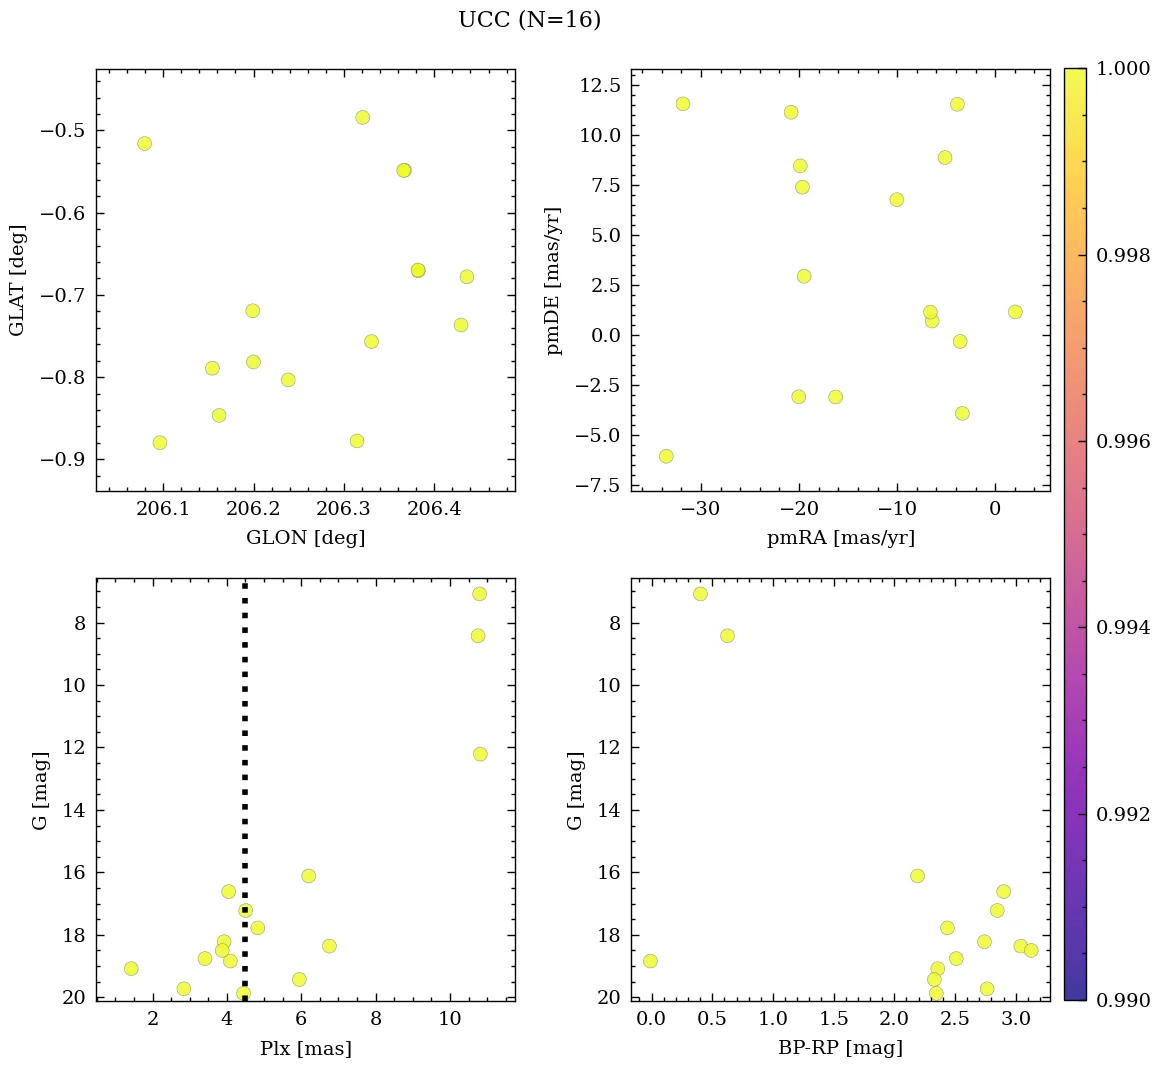 UCC (N=16)
−0.5
−0.6
−0.7
−0.8
−0.9
GLAT [deg]
206.1 206.2 206.3 206.4
GLON [deg]
12.5
10.0
7.5
5.0
2.5
0.0
−2.5
−5.0
−7.5
pmDE [mas/yr]
−30 −20 −10 0
pmRA [mas/yr]
8
10
12
14
16
18
20
G [mag]
2 4 6 8 10
Plx [mas]
8
10
12
14
16
18
20
G [mag]
0.0 0.5 1.0 1.5 2.0 2.5 3.0
BP-RP [mag]
1.000
0.998
0.996
0.994
0.992
0.990